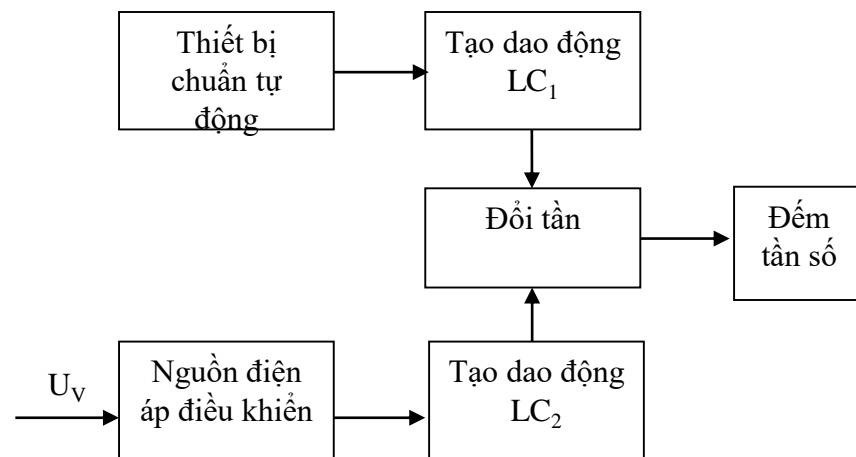 Thiết bị
chuẩn tự
động
Tạo dao động
LC₁
Đổi tần
Đếm
tần số
U_V
Nguồn điện
áp điều khiển
Tạo dao động
LC₂